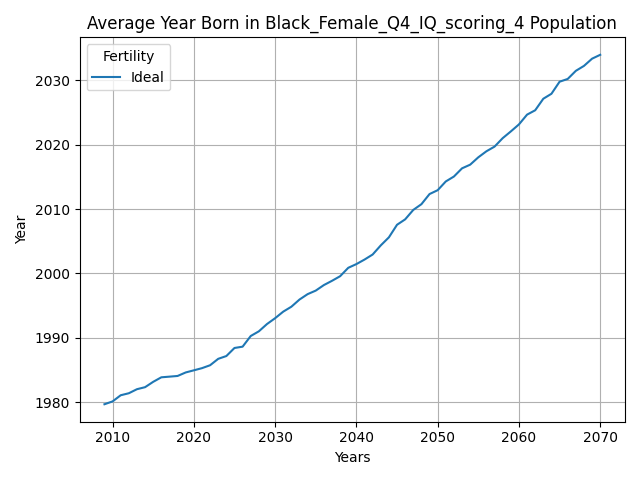 Average Year Born in Black_Female_Q4_IQ_scoring_4 Population
Fertility
Ideal
2030
2020
2010
2000
1990
1980
Year
2010 2020 2030 2040 2050 2060 2070
Years